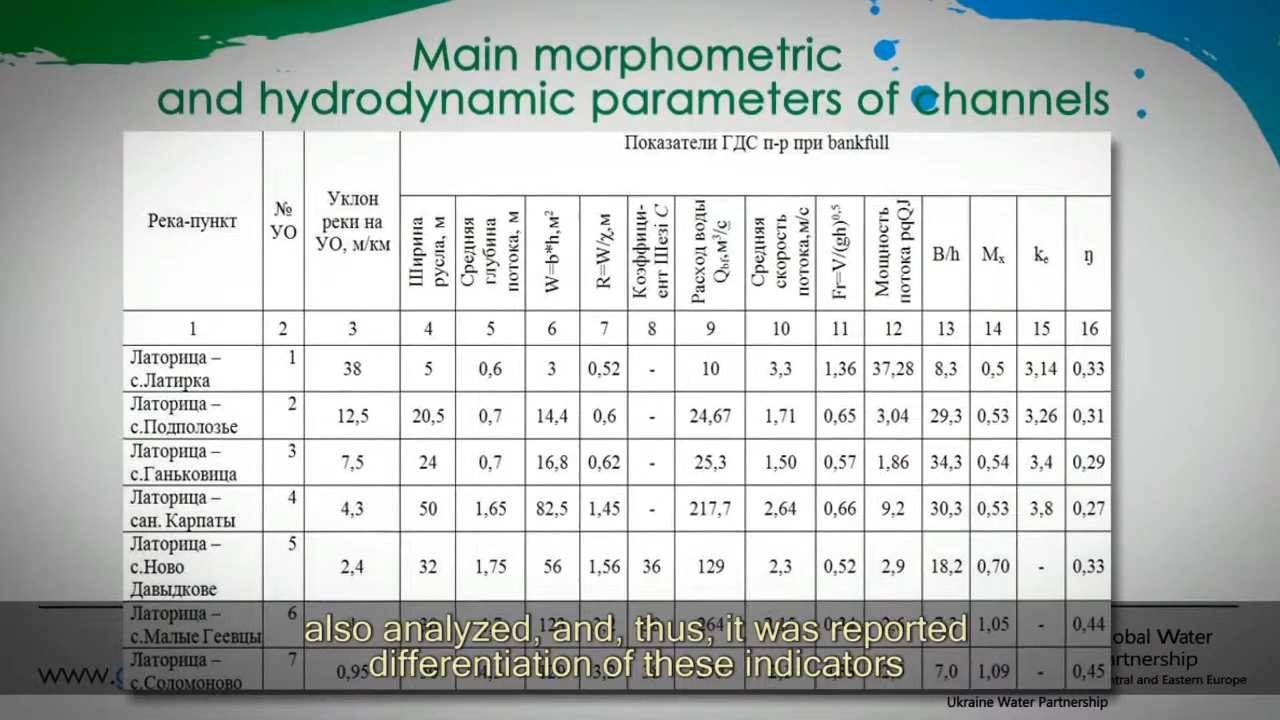 Main morphometric
and hydrodynamic parameters of channels
Река-пункт
№
УО
Уклон
реки на
УО, м/км
Показатели ГДС п-р при bankfull
Ширина
русла, м
Средняя
глубина
потока, м
W=b*h,м²
R=W/χ,м
Коэффици-
ент Шезі C
Расход воды
Qbf,м³/с
Средняя
скорость
потока,м/с
Fr=V/(gh)⁰,⁵
Мощность
потока pqQJ
B/h
Mₓ
kₑ
ŋ
1 2 3 4 5 6 7 8 9 10 11 12 13 14 15 16
Латорица –
с.Латирка
1 38 5 0,6 3 0,52 - 10 3,3 1,36 37,28 8,3 0,5 3,14 0,33
Латорица –
с.Подполозье
2 12,5 20,5 0,7 14,4 0,6 - 24,67 1,71 0,65 3,04 29,3 0,53 3,26 0,31
Латорица –
с.Ганьковица
3 7,5 24 0,7 16,8 0,62 - 25,3 1,50 0,57 1,86 34,3 0,54 3,4 0,29
Латорица –
сан. Карпаты
4 4,3 50 1,65 82,5 1,45 - 217,7 2,64 0,66 9,2 30,3 0,53 3,8 0,27
Латорица –
с.Ново
Давыдкове
5 2,4 32 1,75 56 1,56 36 129 2,3 0,52 2,9 18,2 0,70 - 0,33
Латорица –
с.Малые Геевцы
6 1,05 - 0,44
Латорица –
с.Соломоново
7 0,95 7,0 1,09 - 0,45
also analyzed, and, thus, it was reported
differentiation of these indicators
www.
Global Water
Partnership
Central and Eastern Europe
Ukraine Water Partnership